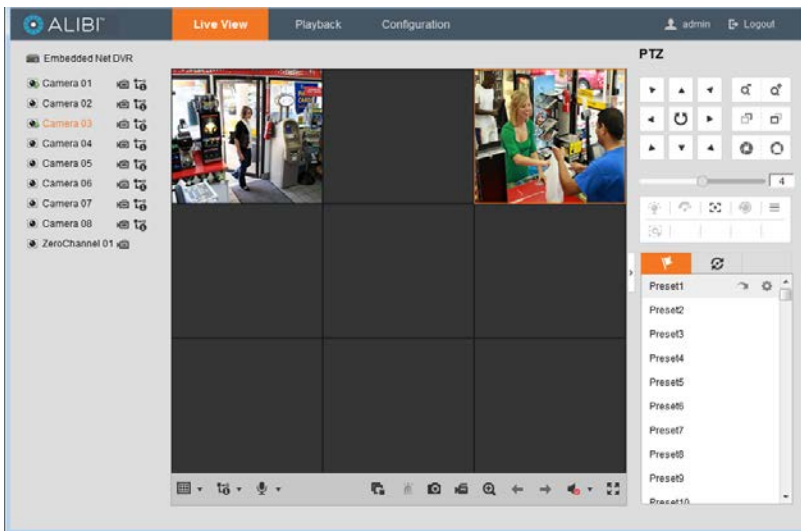 ALIBI
Live View
Playback
Configuration
admin
Logout
Embedded Net DVR
Camera 01
Camera 02
Camera 03
Camera 04
Camera 05
Camera 06
Camera 07
Camera 08
ZeroChannel 01
PTZ
4
Preset1
Preset2
Preset3
Preset4
Preset5
Preset6
Preset7
Preset8
Preset9
Preset10